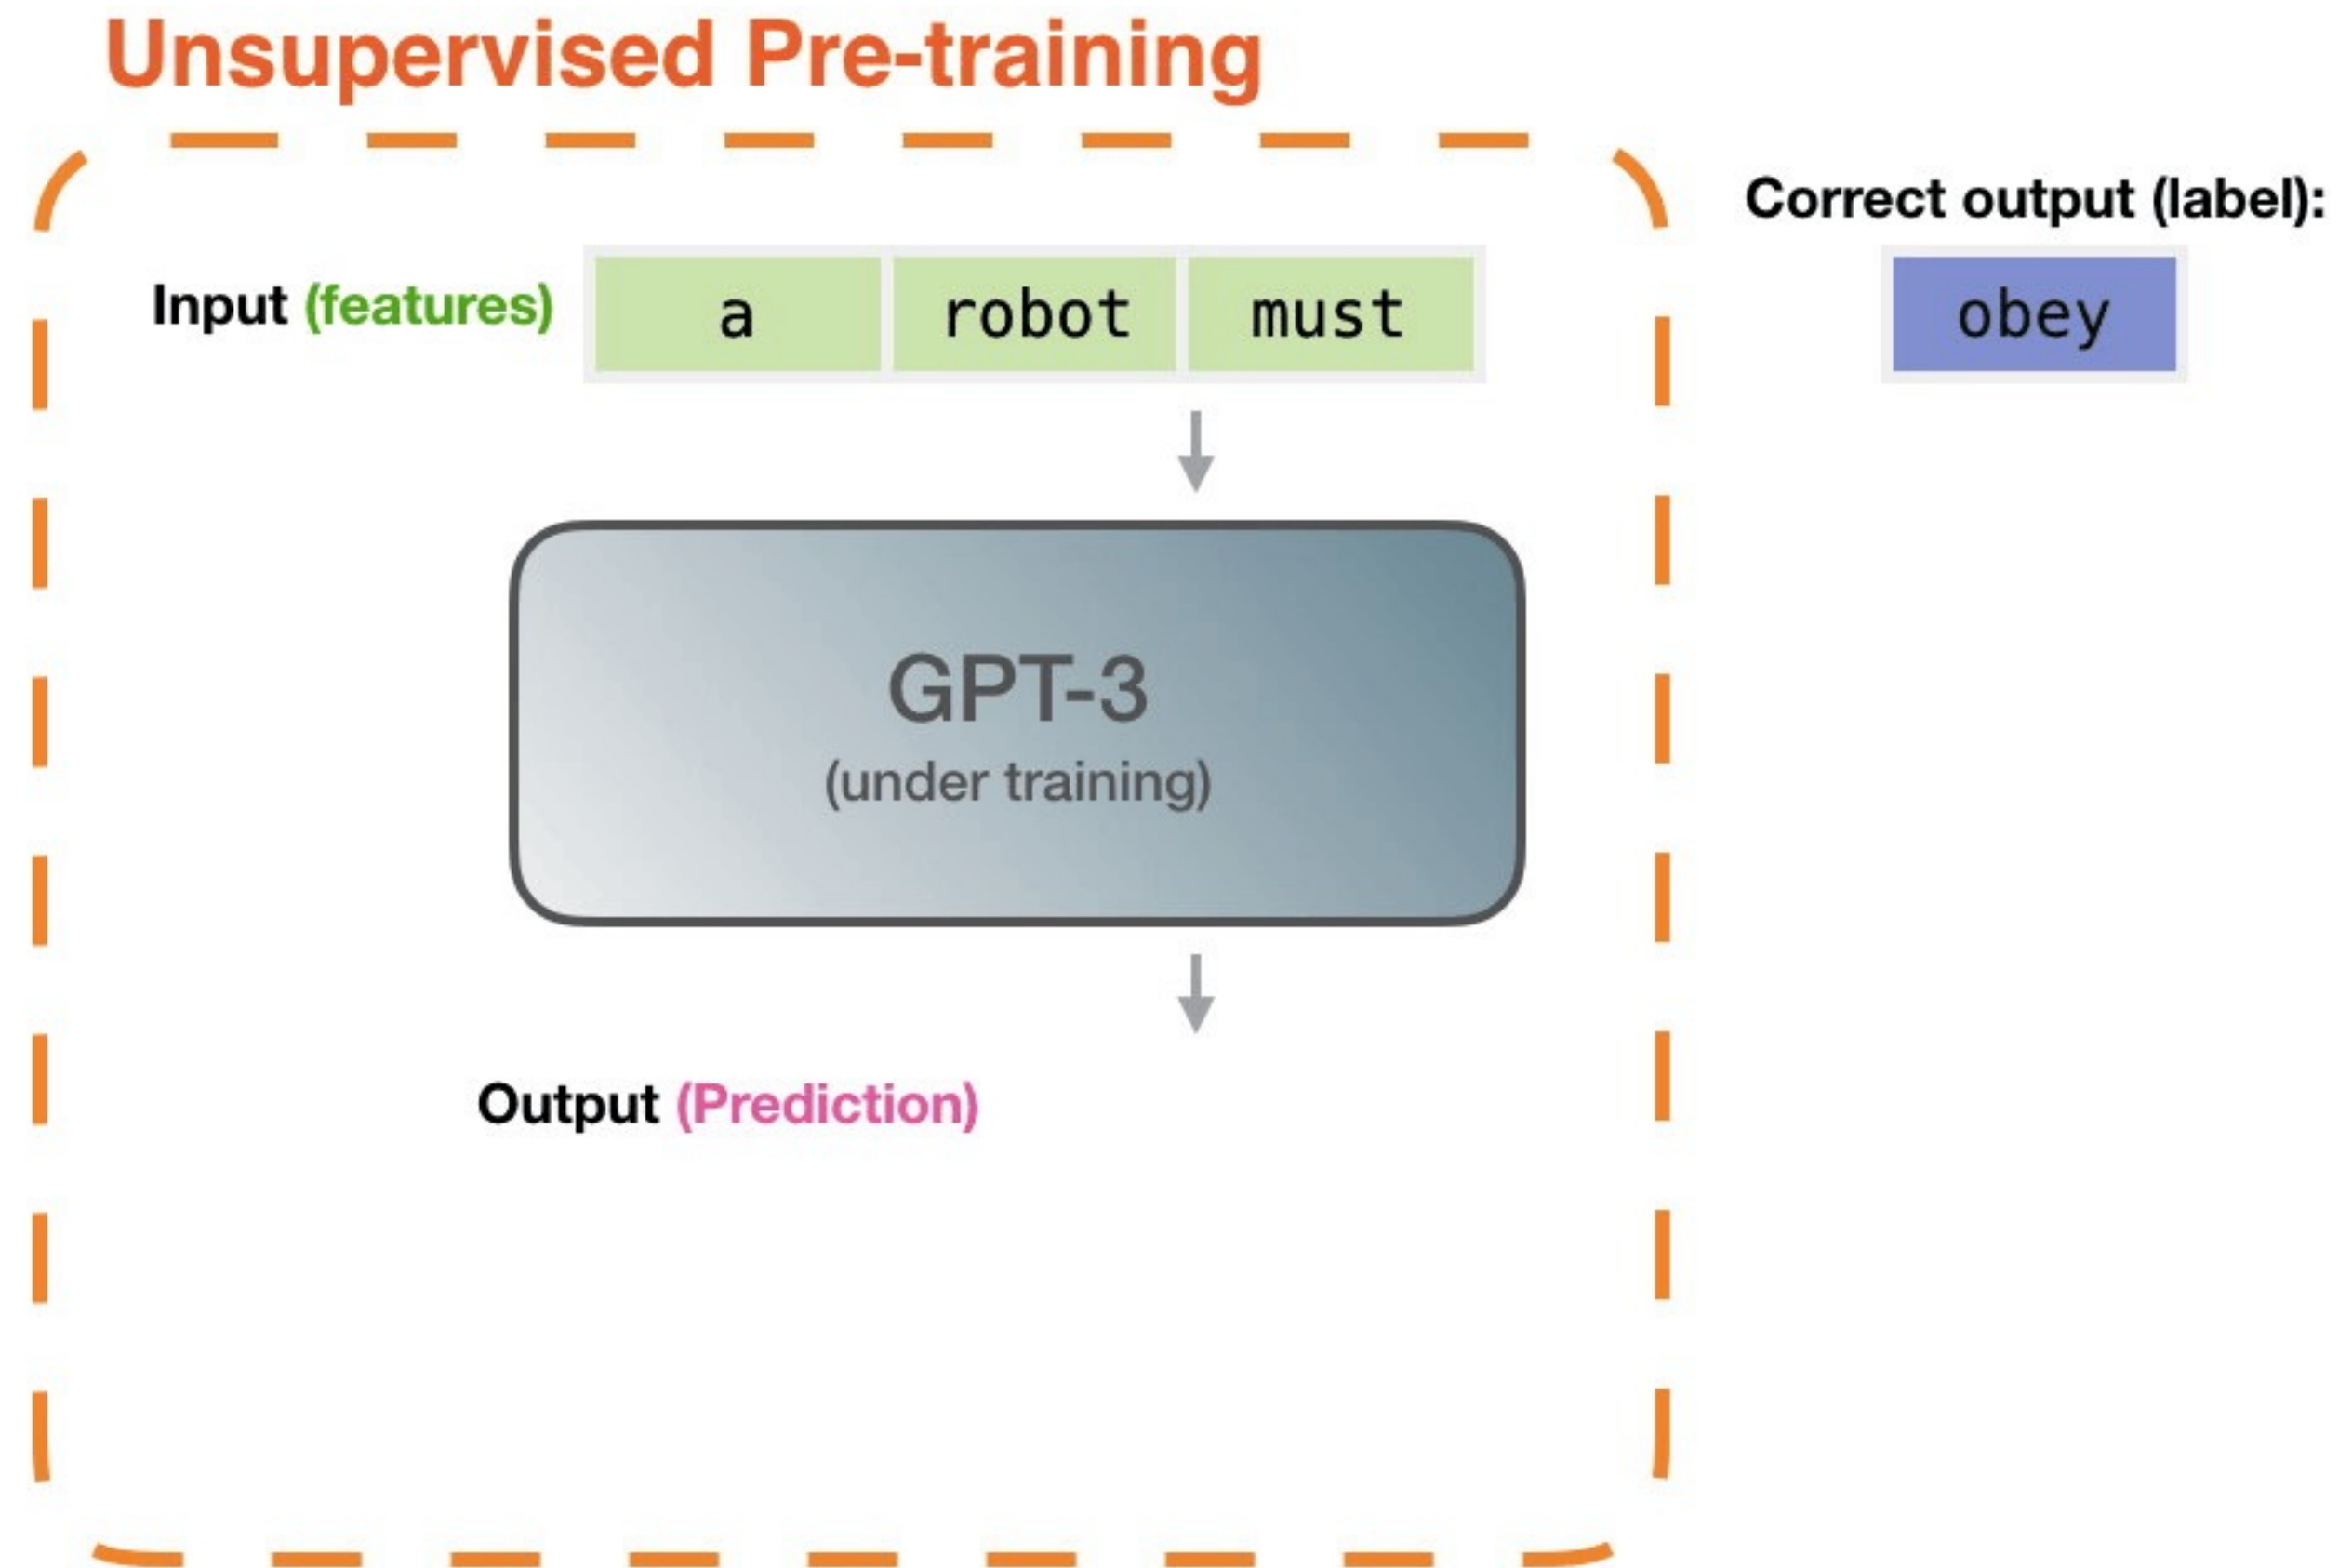 Unsupervised Pre-training
Correct output (label):
Input (features) a robot must
obey
GPT-3
(under training)
Output (Prediction)